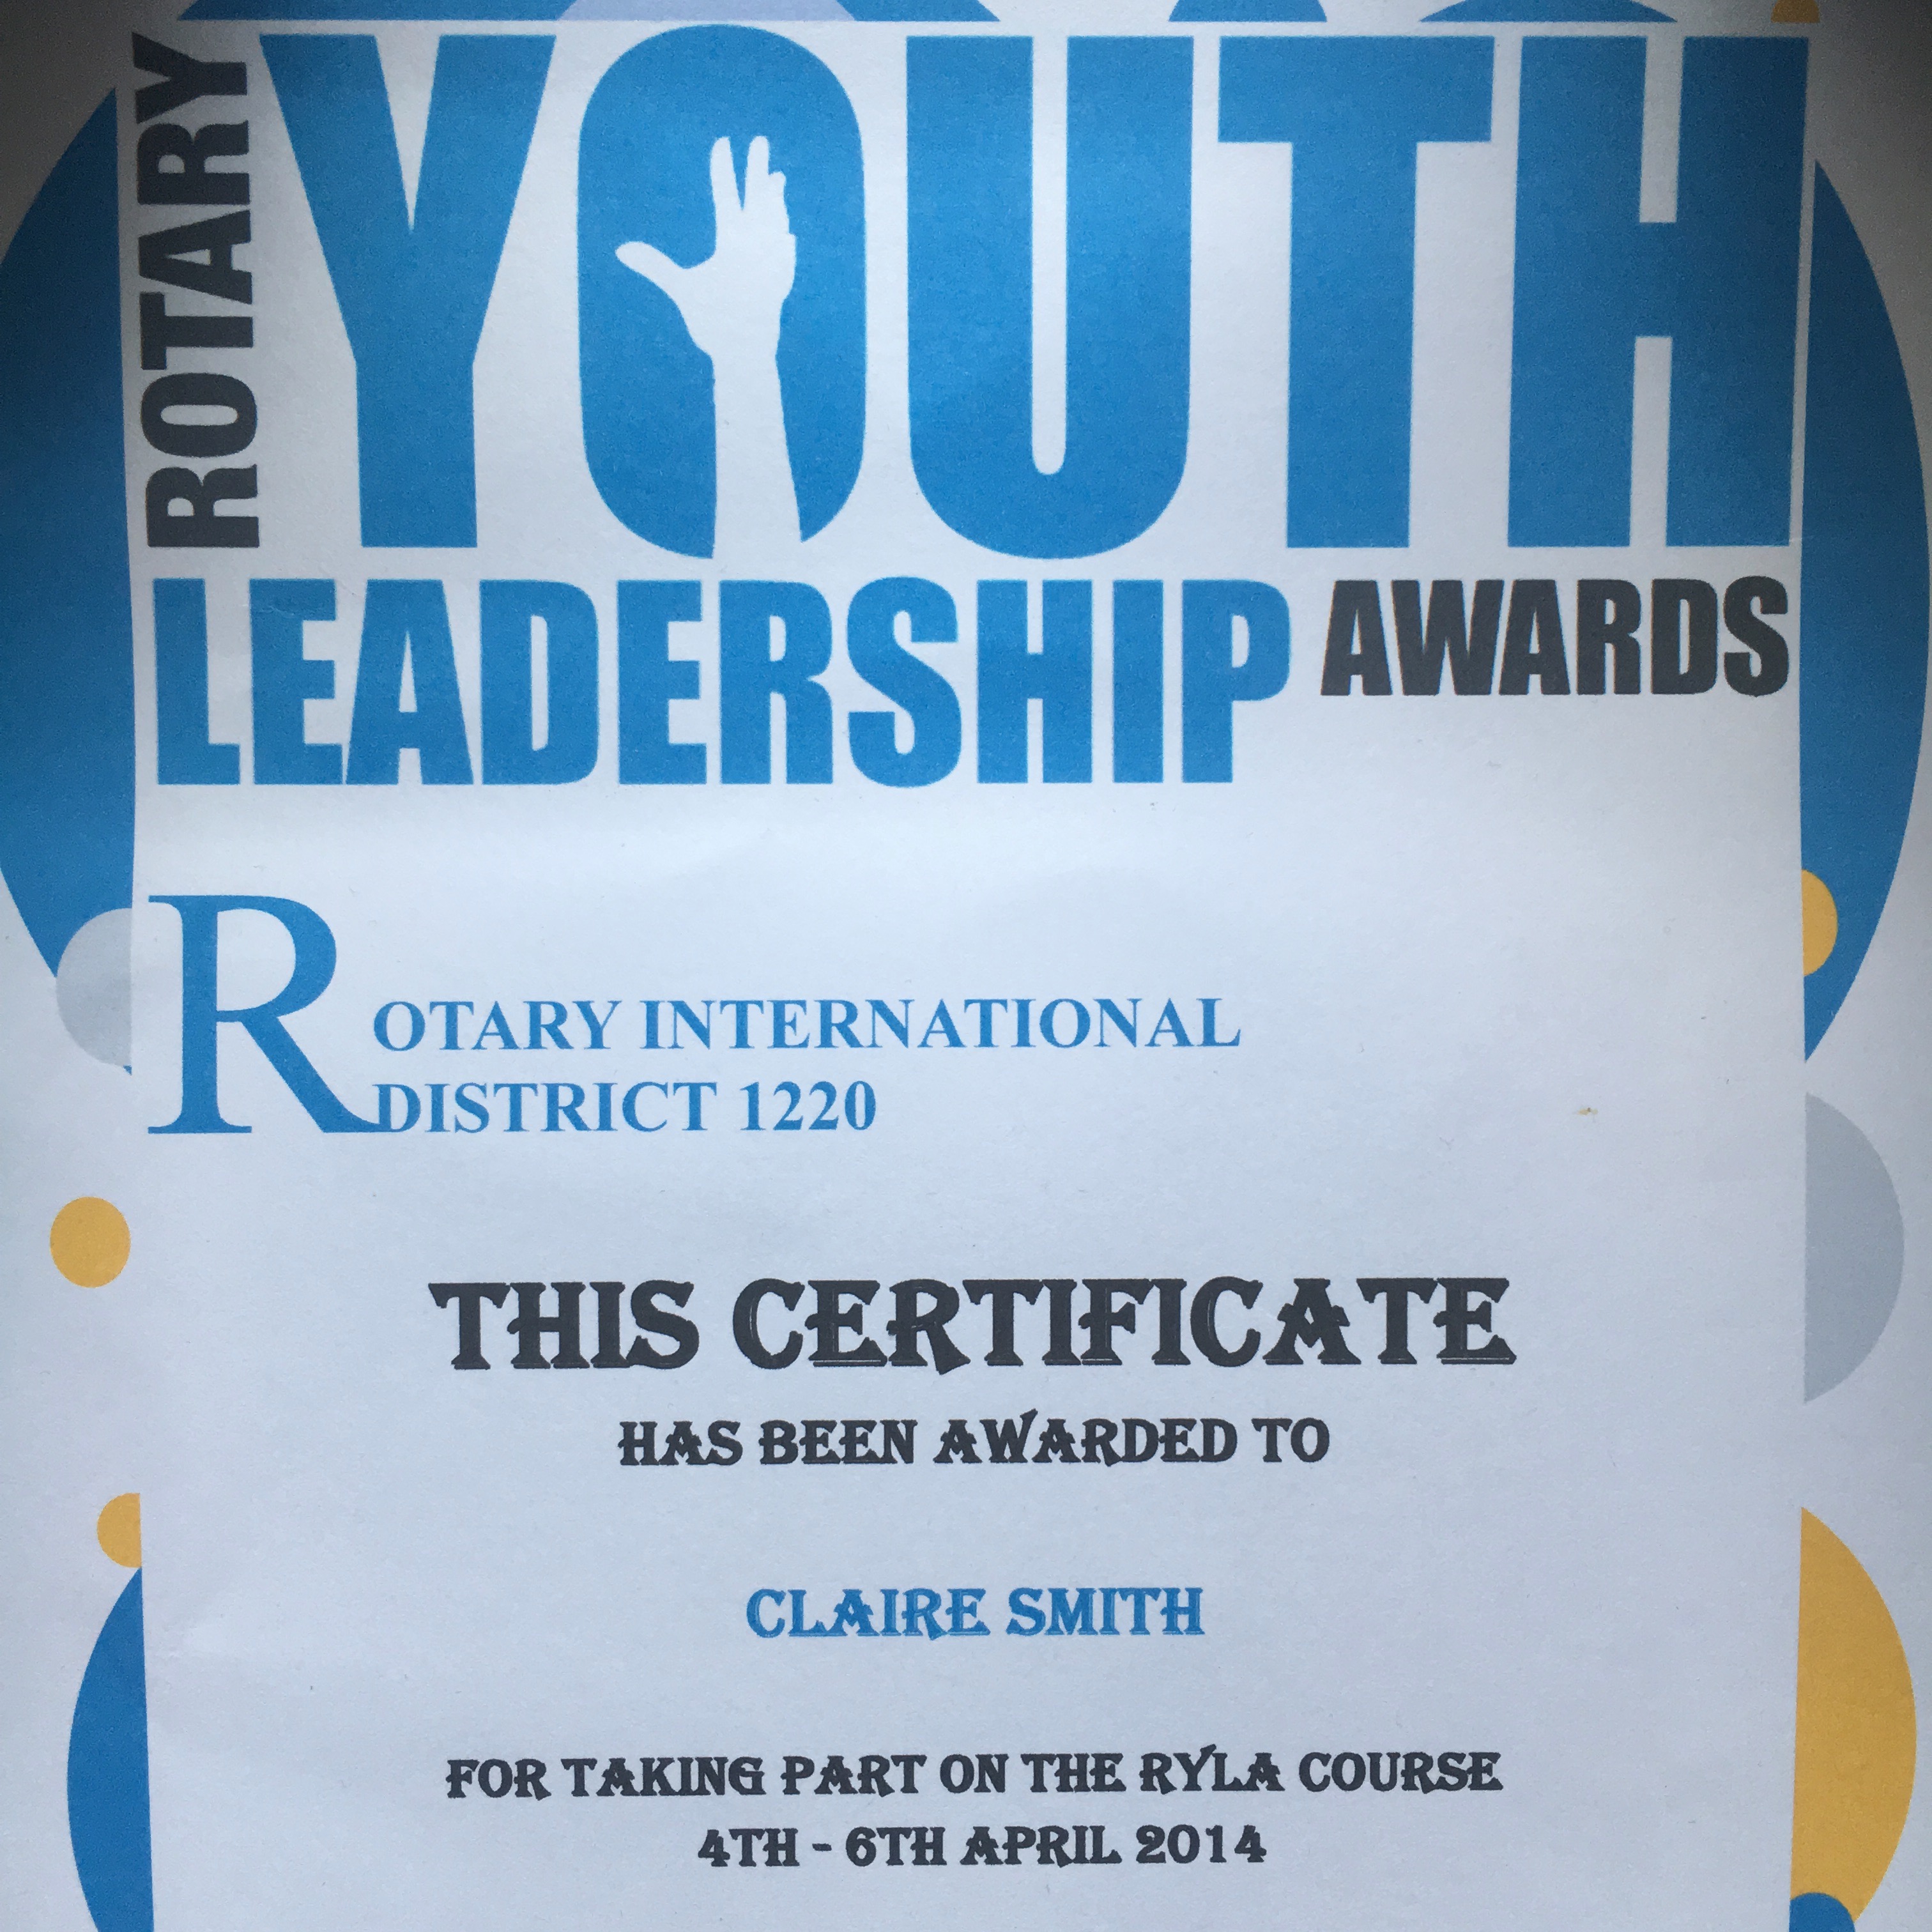 ROTARY
YOUTH
LEADERSHIP AWARDS
ROTARY INTERNATIONAL
DISTRICT 1220
THIS CERTIFICATE
HAS BEEN AWARDED TO
CLAIRE SMITH
FOR TAKING PART ON THE RYLA COURSE
4TH - 6TH APRIL 2014